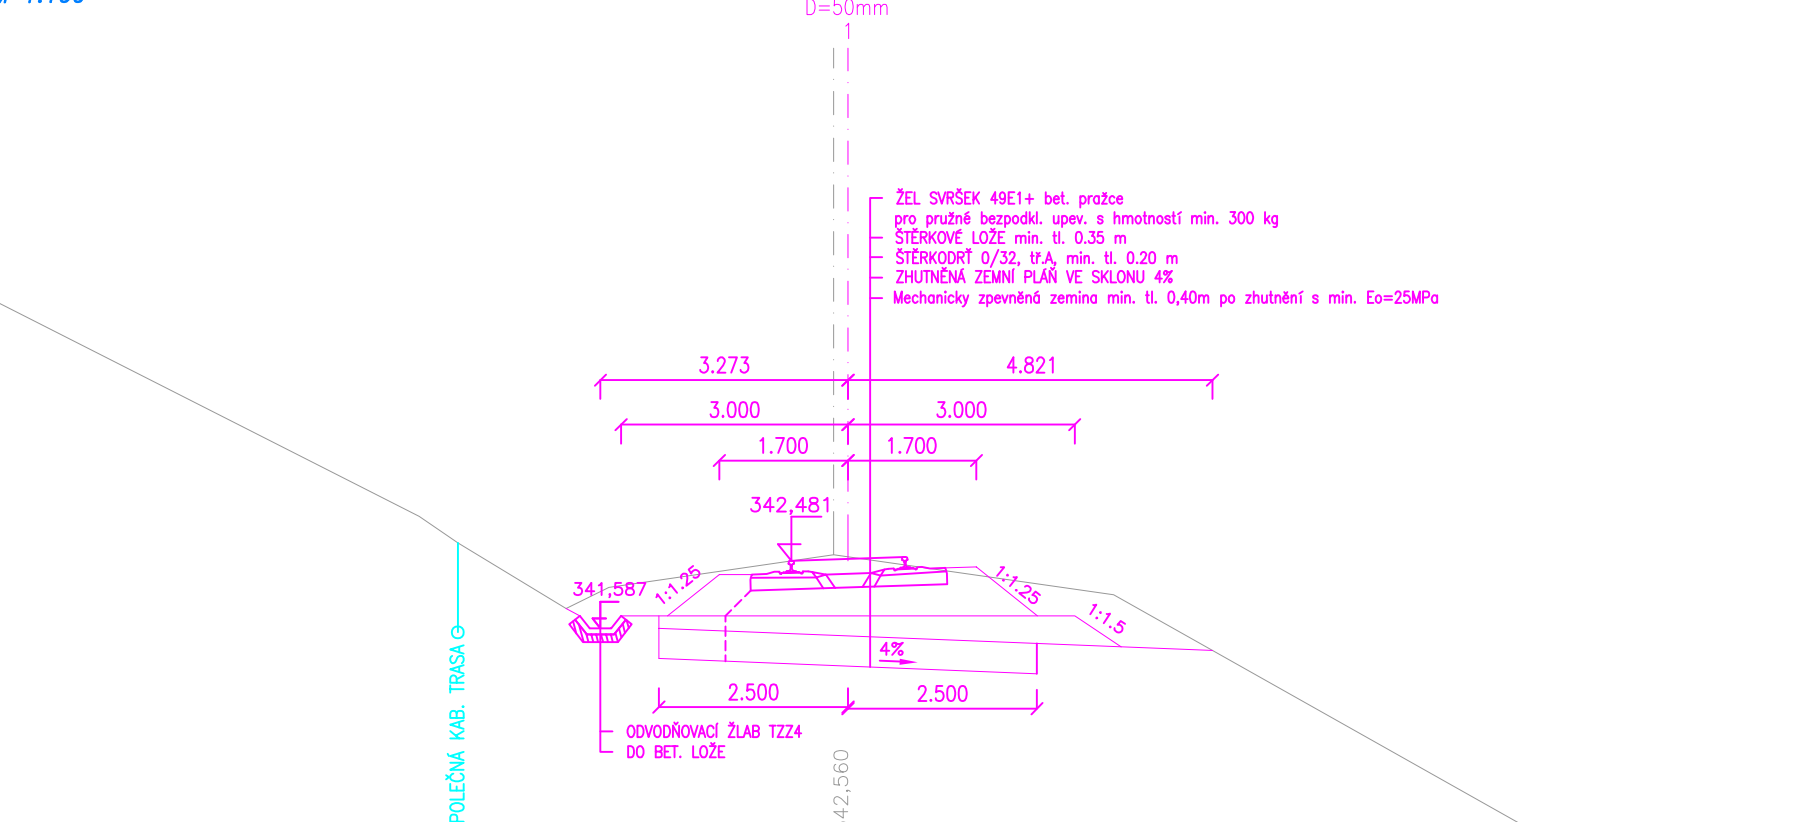 D=50mm
1
ŽEL SVRŠEK 49E1+ bet. pražce
pro pružné bezpodkl. upev. s hmotností min. 300 kg
ŠTĚRKOVÉ LOŽE min. tl. 0.35 m
ŠTĚRKODRŤ 0/32, tř.A, min. tl. 0.20 m
ZHUTNĚNÁ ZEMNÍ PLÁŇ VE SKLONU 4%
Mechanicky zpevněná zemina min. tl. 0,40m po zhutnění s min. Eo=25MPa
3.273 4.821
3.000 3.000
1.700 1.700
342,481
341,587
1:1.25
1:1.25
1:1.5
4%
2.500 2.500
ODVODŇOVACÍ ŽLAB TZZ4
DO BET. LOŽE
KAB. TRASA